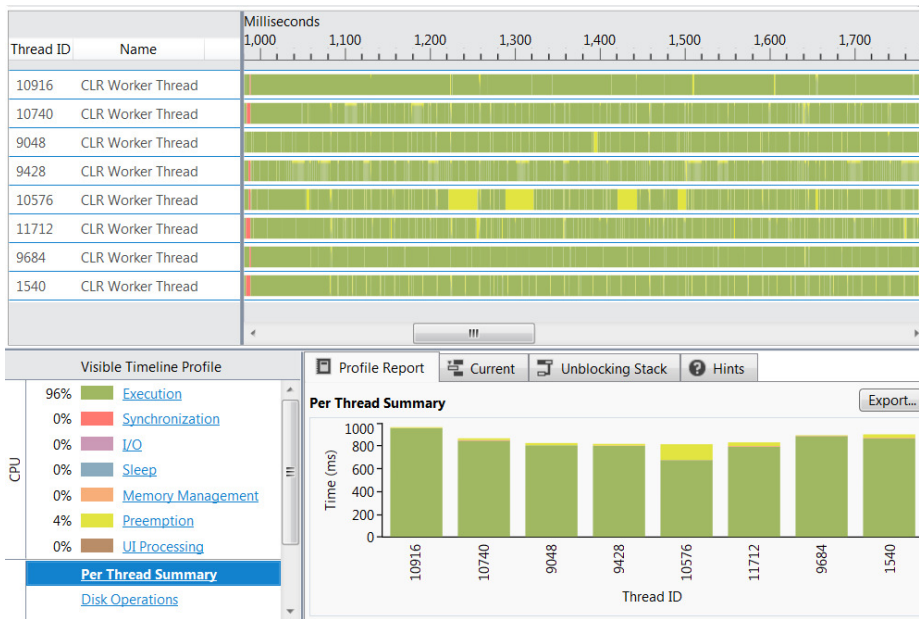 Milliseconds
Thread ID Name 1,000 1,100 1,200 1,300 1,400 1,500 1,600 1,700
10916 CLR Worker Thread
10740 CLR Worker Thread
9048 CLR Worker Thread
9428 CLR Worker Thread
10576 CLR Worker Thread
11712 CLR Worker Thread
9684 CLR Worker Thread
1540 CLR Worker Thread
Visible Timeline Profile
CPU
96% Execution
0% Synchronization
0% I/O
0% Sleep
0% Memory Management
4% Preemption
0% UI Processing
Per Thread Summary
Disk Operations
Profile Report Current Unblocking Stack Hints
Per Thread Summary Export...
Time (ms)
1000
800
600
400
200
0
10916 10740 9048 9428 10576 11712 9684 1540
Thread ID